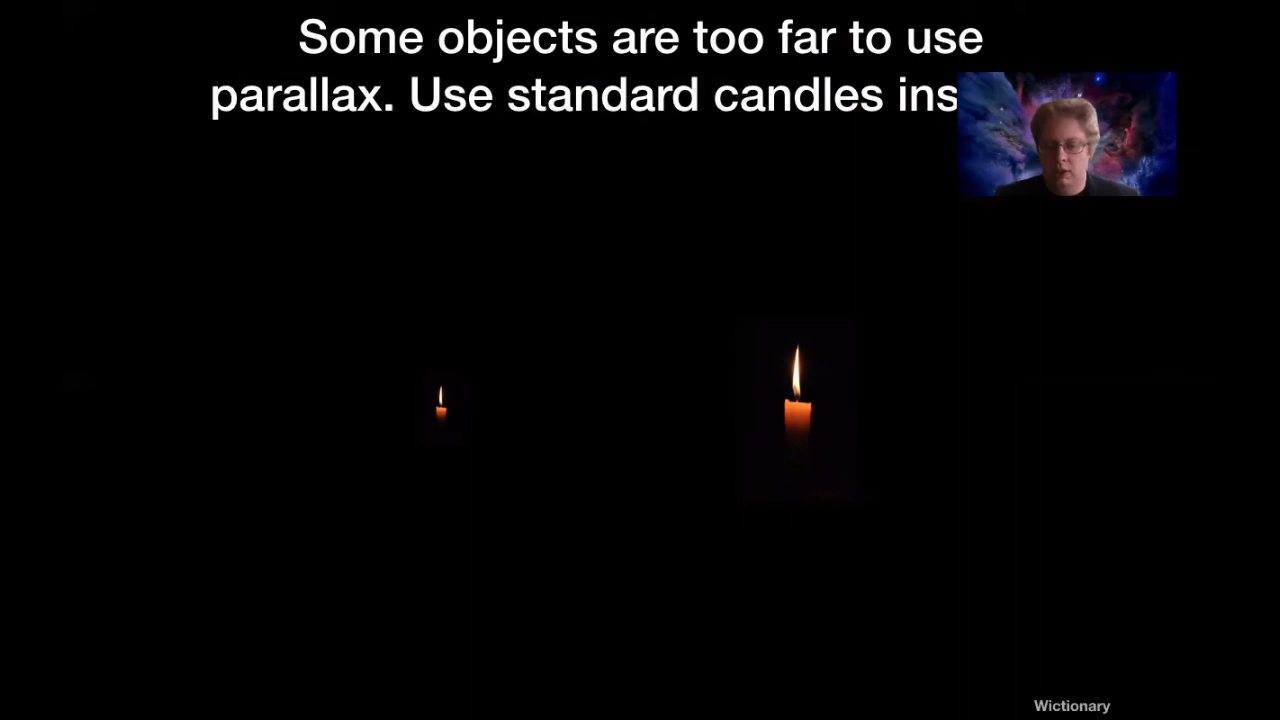 Some objects are too far to use
parallax. Use standard candles ins
Wictionary